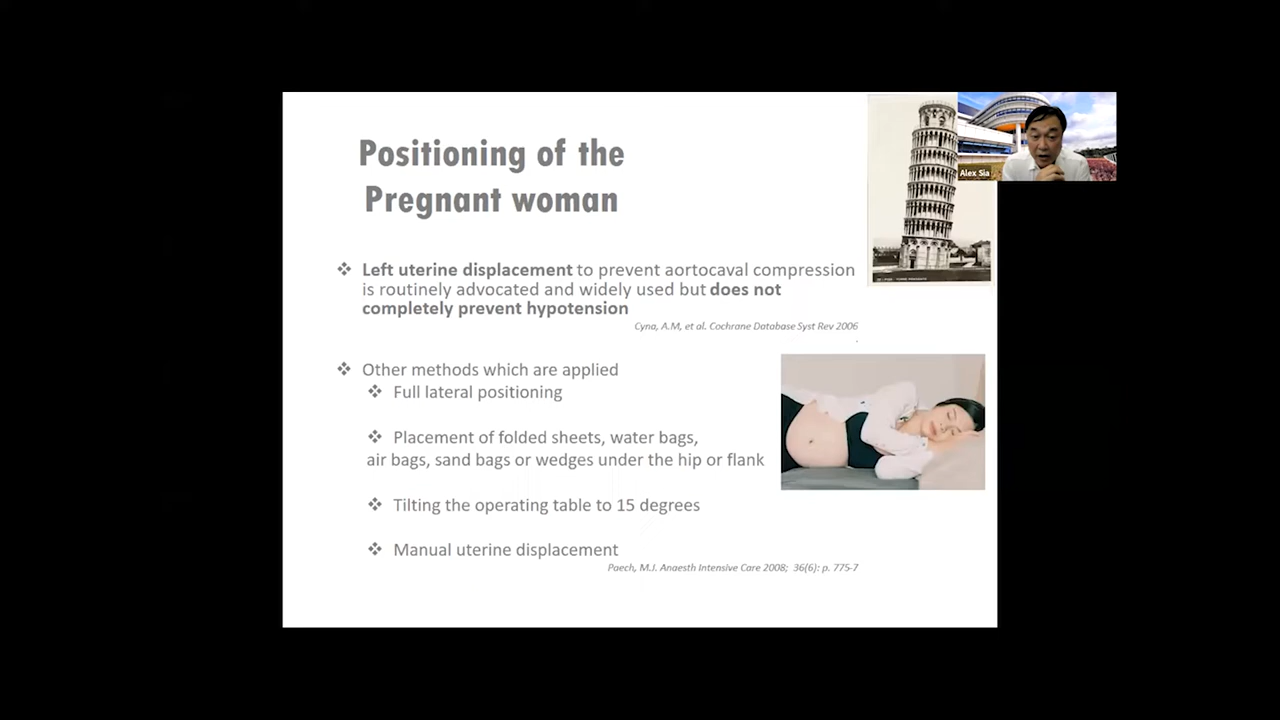 Positioning of the
Pregnant woman
Alex Sia
❖ Left uterine displacement to prevent aortocaval compression
is routinely advocated and widely used but does not
completely prevent hypotension
Cyna, A.M, et al. Cochrane Database Syst Rev 2006
.
❖ Other methods which are applied
❖ Full lateral positioning
❖ Placement of folded sheets, water bags,
air bags, sand bags or wedges under the hip or flank
❖ Tilting the operating table to 15 degrees
❖ Manual uterine displacement
Paech, M.J. Anaesth Intensive Care 2008; 36(6): p. 775-7